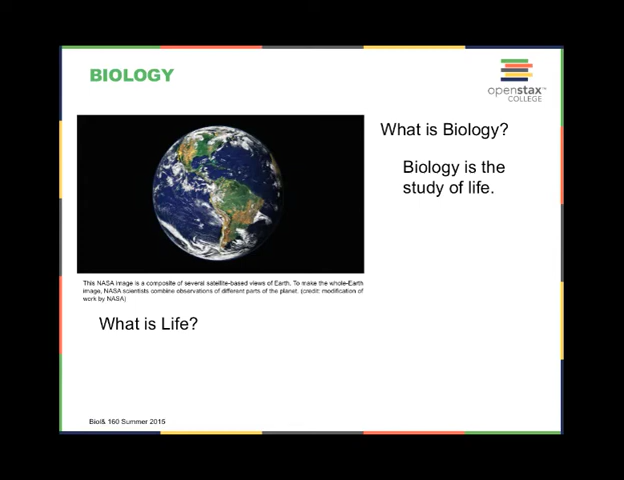 BIOLOGY
openstax™
COLLEGE
What is Biology?
Biology is the
study of life.
This NASA image is a composite of several satellite-based views of Earth. To make the whole-Earth
image, NASA scientists combine observations of different parts of the planet. (credit: modification of
work by NASA)
What is Life?
Biol& 160 Summer 2015